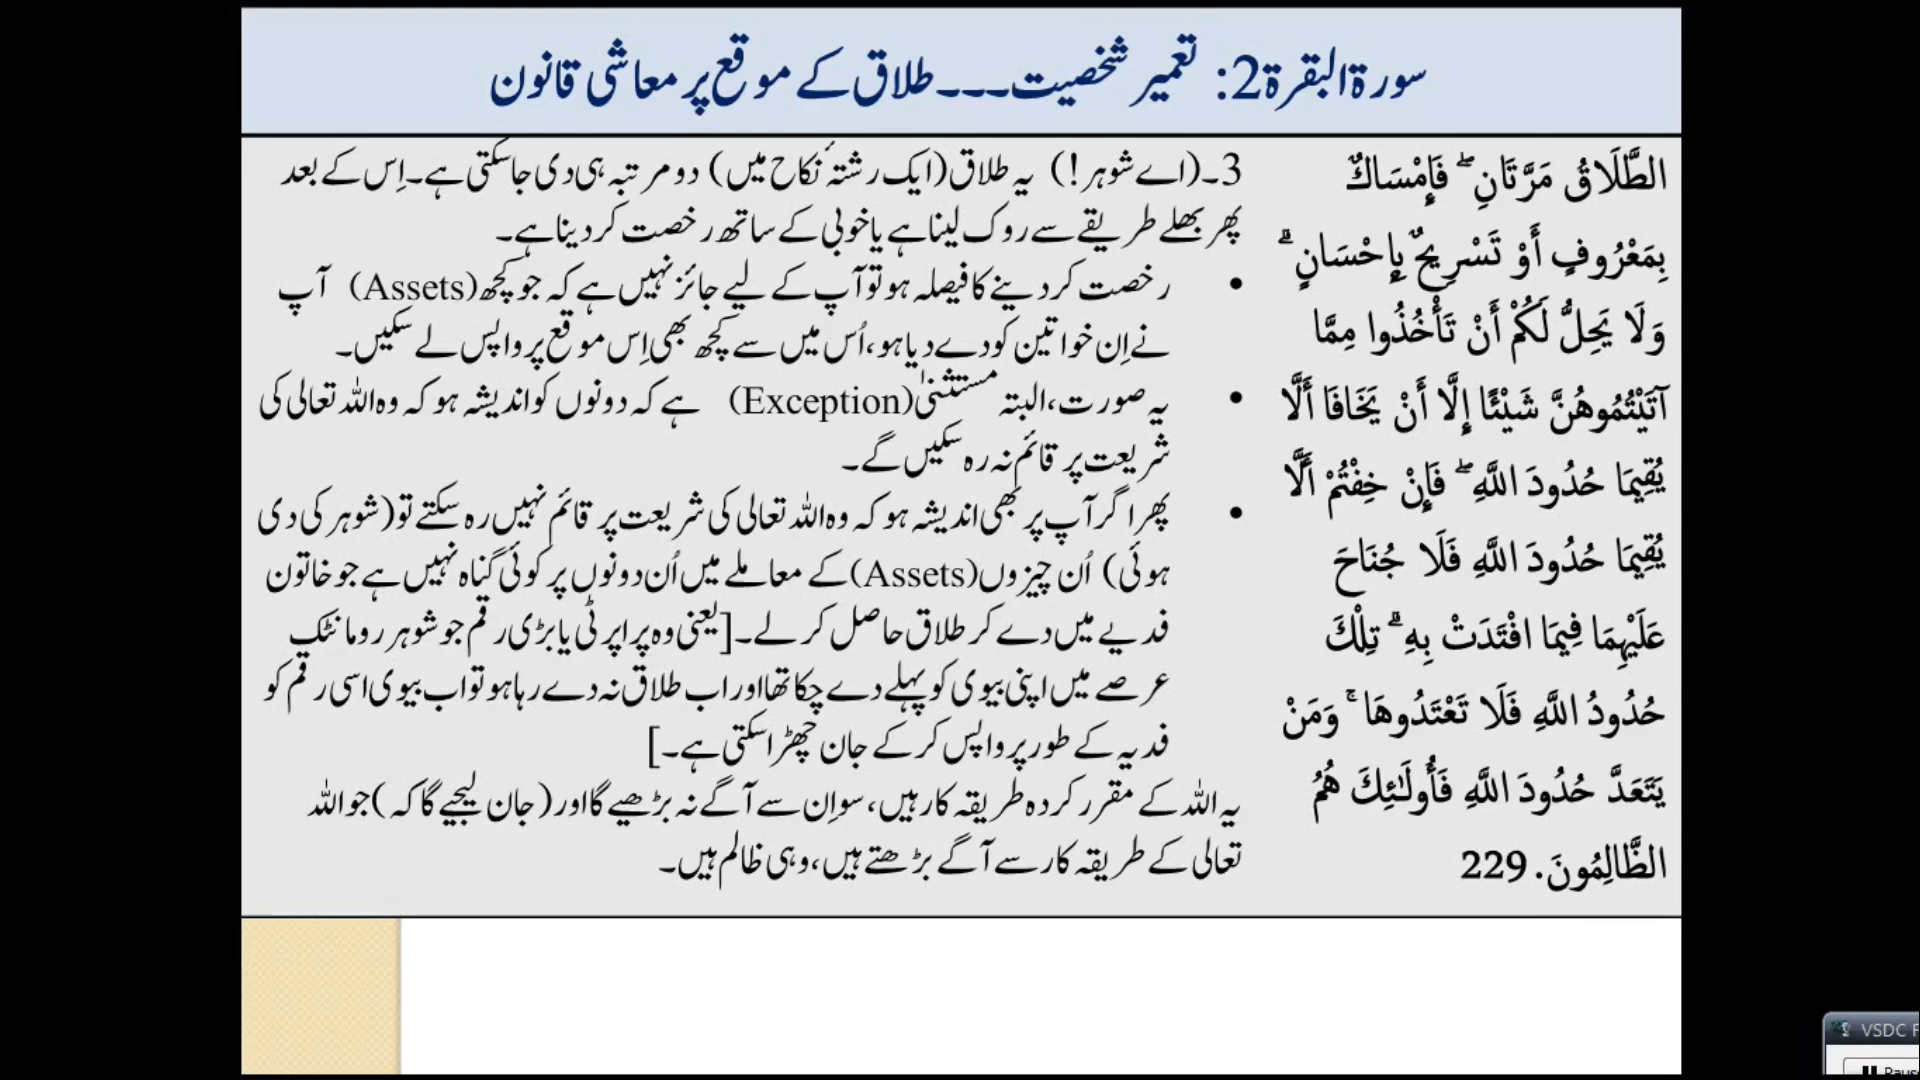 سورۃ البقرۃ 2: تعمیر شخصیت۔۔۔طلاق کے موقع پر معاشی قانون
الطَّلَاقُ مَرَّتَانِ ۖ فَإِمْسَاكٌ
بِمَعْرُوفٍ أَوْ تَسْرِيحٌ بِإِحْسَانٍ ۗ
وَلَا يَحِلُّ لَكُمْ أَنْ تَأْخُذُوا مِمَّا
آتَيْتُمُوهُنَّ شَيْئًا إِلَّا أَنْ يَخَافَا أَلَّا
يُقِيمَا حُدُودَ اللَّهِ ۖ فَإِنْ خِفْتُمْ أَلَّا
يُقِيمَا حُدُودَ اللَّهِ فَلَا جُنَاحَ
عَلَيْهِمَا فِيمَا افْتَدَتْ بِهِ ۗ تِلْكَ
حُدُودُ اللَّهِ فَلَا تَعْتَدُوهَا ۚ وَمَنْ
يَتَعَدَّ حُدُودَ اللَّهِ فَأُولَٰئِكَ هُمُ
الظَّالِمُونَ. 229
3۔(اے شوہر!) یہ طلاق (ایک رشتۂ نکاح میں) دو مرتبہ ہی دی جاسکتی ہے۔اِس کے بعد
پھر بھلے طریقے سے روک لینا ہے یا خوبی کے ساتھ رخصت کر دینا ہے۔
• رخصت کر دینے کا فیصلہ ہو تو آپ کے لیے جائز نہیں ہے کہ جو کچھ (Assets) آپ
نے اِن خواتین کو دے دیا ہو، اُس میں سے کچھ بھی اِس موقع پر واپس لے سکیں۔
• یہ صورت، البتہ مستثنیٰ (Exception) ہے کہ دونوں کو اندیشہ ہو کہ وہ اللہ تعالی کی
شریعت پر قائم نہ رہ سکیں گے۔
• پھر اگر آپ پر بھی اندیشہ ہو کہ وہ اللہ تعالی کی شریعت پر قائم نہیں رہ سکتے تو (شوہر کی دی
ہوئی) اُن چیزوں (Assets) کے معاملے میں اُن دونوں پر کوئی گناہ نہیں ہے جو خاتون
فدیے میں دے کر طلاق حاصل کر لے۔ [یعنی وہ پراپرٹی یا بڑی رقم جو شوہر رومانٹک
عرصے میں اپنی بیوی کو پہلے دے چکا تھا اور اب طلاق نہ دے رہا ہو تو اب بیوی اسی رقم کو
فدیہ کے طور پر واپس کر کے جان چھڑا سکتی ہے۔]
یہ اللہ کے مقرر کردہ طریقہ کار ہیں، سو اِن سے آگے نہ بڑھیے گا اور (جان لیجیے گا کہ) جو اللہ
تعالی کے طریقہ کار سے آگے بڑھتے ہیں، وہی ظالم ہیں۔
VSDC F
Paus